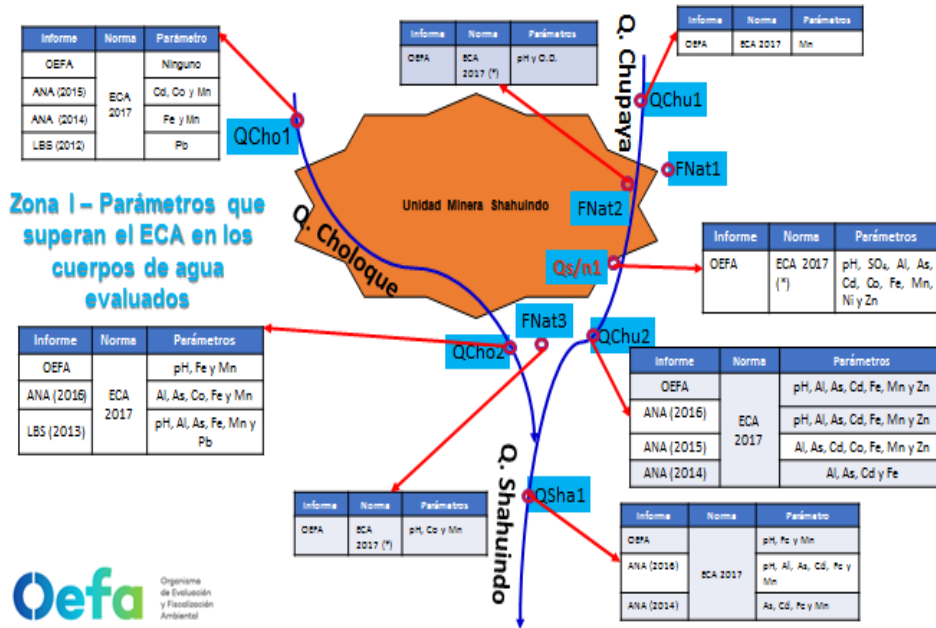 Informe Norma Parámetro
OEFA ECA 2017 Ninguno
ANA (2015) Cd, Co y Mn
ANA (2014) Fe y Mn
LBS (2012) Pb
Informe Norma Parámetros
OEFA ECA 2017 (*) pH y O.D.
Informe Norma Parámetros
OEFA ECA 2017 Mn
Q. Chupaya
QChu1
QCho1
FNat1
FNat2
Unidad Minera Shahuindo
Zona I – Parámetros que
superan el ECA en los
cuerpos de agua
evaluados
Q. Choloque
Qs/n1
Informe Norma Parámetros
OEFA ECA 2017 (*) pH, SO₄, Al, As,
Cd, Co, Fe, Mn,
Ni y Zn
FNat3
QCho2
QChu2
Informe Norma Parámetros
OEFA ECA 2017 pH, Fe y Mn
ANA (2016) Al, As, Co, Fe y Mn
LBS (2013) pH, Al, As, Fe, Mn y
Pb
Informe Norma Parámetros
OEFA ECA 2017 pH, Al, As, Cd, Fe, Mn y Zn
ANA (2016) pH, Al, As, Cd, Fe, Mn y Zn
ANA (2015) Al, As, Cd, Co, Fe, Mn y Zn
ANA (2014) Al, As, Cd y Fe
Q. Shahuindo
QSha1
Informe Norma Parámetros
OEFA ECA 2017 (*) pH, Co y Mn
Informe Norma Parámetro
OEFA ECA 2017 pH, Fe y Mn
ANA (2016) pH, Al, As, Cd, Fe y
Mn
ANA (2014) As, Cd, Fe y Mn
Oefa
Organismo
de Evaluación
y Fiscalización
Ambiental